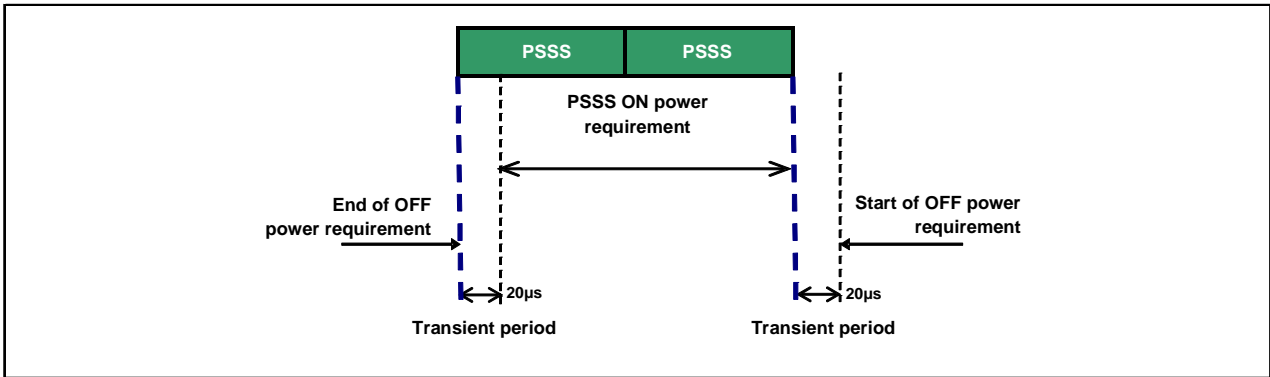 PSSS PSSS
PSSS ON power
requirement
End of OFF
power requirement
Start of OFF power
requirement
20µs 20µs
Transient period Transient period